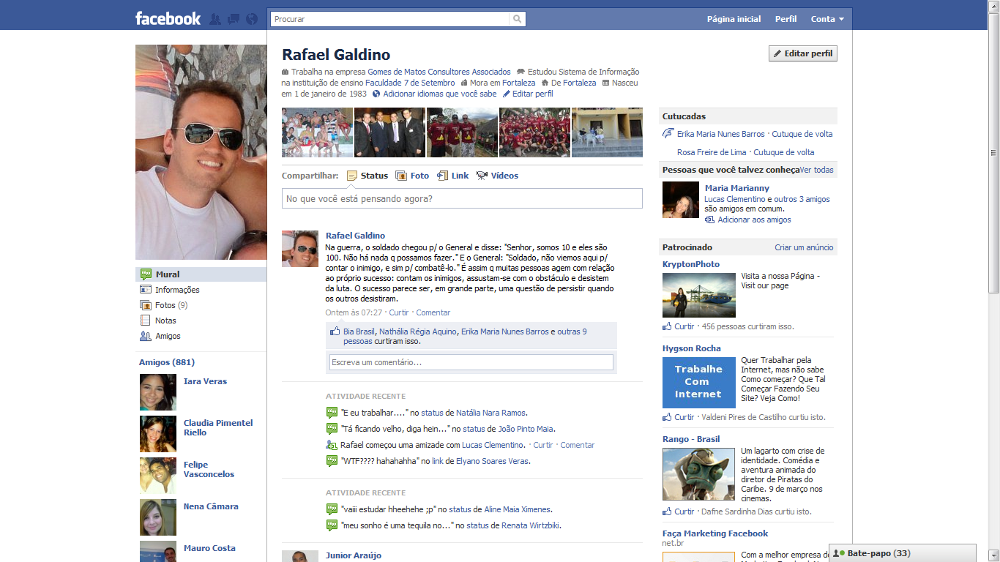 facebook
Procurar
Página inicial
Perfil
Conta
Rafael Galdino
Editar perfil
Trabalha na empresa Gomes de Matos Consultores Associados Estudou Sistema de Informação
na instituição de ensino Faculdade 7 de Setembro Mora em Fortaleza De Fortaleza Nasceu
em 1 de janeiro de 1983 Adicionar idiomas que você sabe Editar perfil
Compartilhar: Status Foto Link Vídeos
No que você está pensando agora?
Rafael Galdino
Na guerra, o soldado chegou p/ o General e disse: "Senhor, somos 10 e eles são
100. Não há nada q possamos fazer." E o General: "Soldado, não viemos aqui p/
contar o inimigo, e sim p/ combatê-lo." É assim q muitas pessoas agem com relação
ao próprio sucesso: contam os inimigos, assustam-se com o obstáculo e desistem
da luta. O sucesso parece ser, em grande parte, uma questão de persistir quando
os outros desistiram.
Ontem às 07:27 · Curtir · Comentar
Bia Brasil, Nathália Régia Aquino, Erika Maria Nunes Barros e outras 9
pessoas curtiram isso.
Escreva um comentário...
ATIVIDADE RECENTE
"E eu trabalhar...." no status de Natália Nara Ramos.
"Tá ficando velho, diga hein..." no status de João Pinto Maia.
Rafael começou uma amizade com Lucas Clementino. · Curtir · Comentar
"WTF???? hahahahha" no link de Elyano Soares Veras.
ATIVIDADE RECENTE
"vaiii estudar hheehehe ;p" no status de Aline Maia Ximenes.
"meu sonho é uma tequila no..." no status de Renata Wirtzbiki.
Junior Araújo
Mural
Informações
Fotos (9)
Notas
Amigos
Amigos (881)
Iara Veras
Claudia Pimentel
Riello
Felipe
Vasconcelos
Nena Câmara
Mauro Costa
Cutucadas
Erika Maria Nunes Barros · Cutuque de volta
Rosa Freire de Lima · Cutuque de volta
Pessoas que você talvez conheça Ver todas
Maria Marianny
Lucas Clementino e outros 3 amigos
são amigos em comum.
Adicionar aos amigos
Patrocinado Criar um anúncio
KryptonPhoto
Visita a nossa Página -
Visit our page
Curtir · 456 pessoas curtiram isso.
Hygson Rocha
Trabalhe
Com
Internet
Quer Trabalhar pela
Internet, mas não sabe
Como começar? Que Tal
Começar Fazendo Seu
Site? Veja Como!
Curtir · Valdeni Pires de Castilho curtiu isto.
Rango - Brasil
Um lagarto com crise de
identidade. Comédia e
aventura animada do
diretor de Piratas do
Caribe. 9 de março nos
cinemas.
Curtir · Dafne Sardinha Dias curtiu isto.
Faça Marketing Facebook
net.br
Com a melhor empresa de
Bate-papo (33)